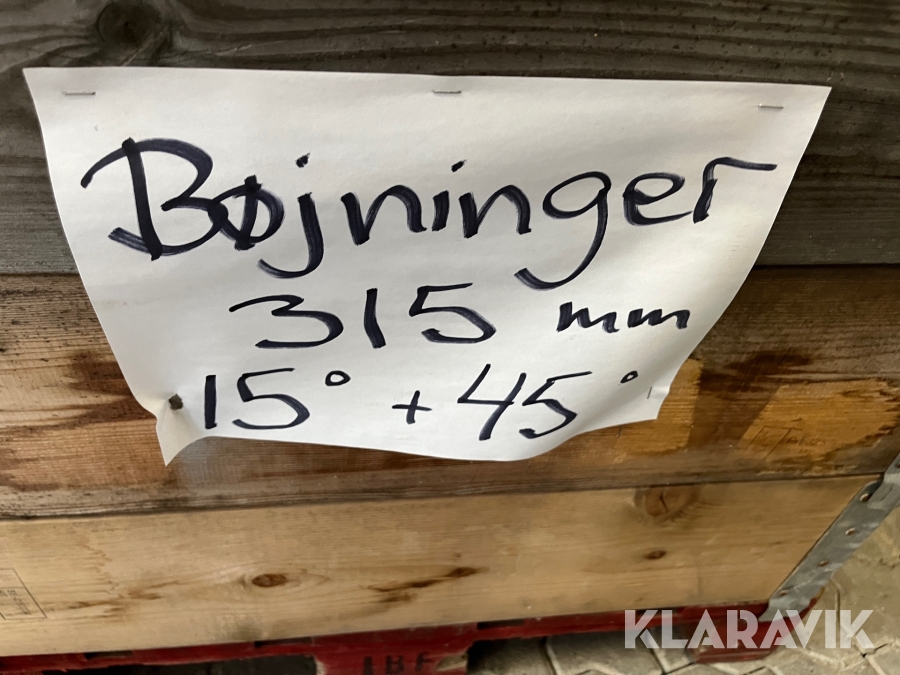 Bøjninger
315 mm
15° + 45°
KLARAVIK